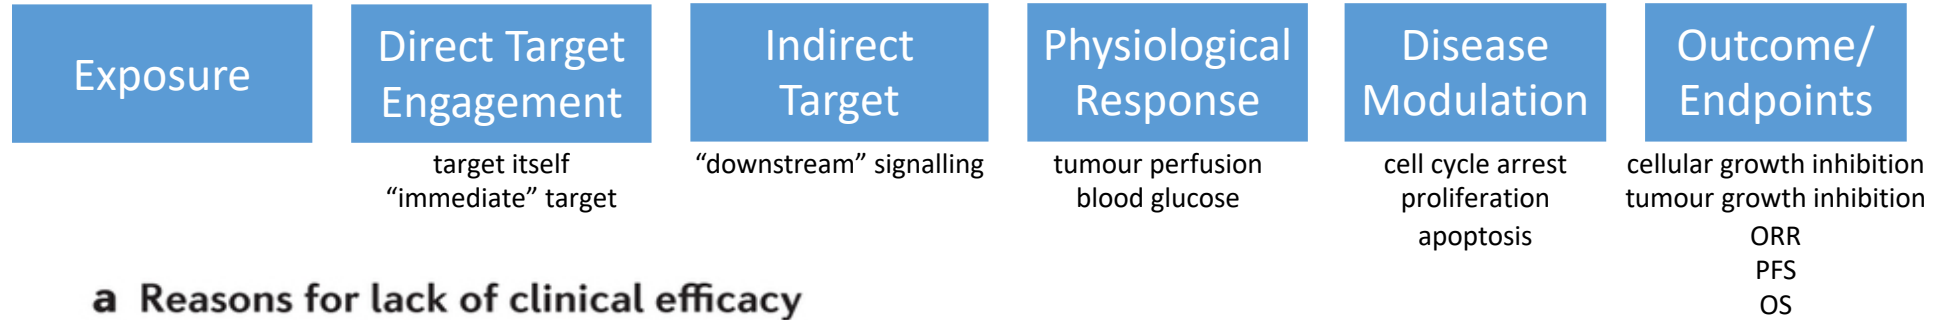 Exposure
Direct Target
Engagement
target itself
“immediate” target
Indirect
Target
“downstream” signalling
Physiological
Response
tumour perfusion
blood glucose
Disease
Modulation
cell cycle arrest
proliferation
apoptosis
Outcome/
Endpoints
cellular growth inhibition
tumour growth inhibition
ORR
PFS
OS
a Reasons for lack of clinical efficacy